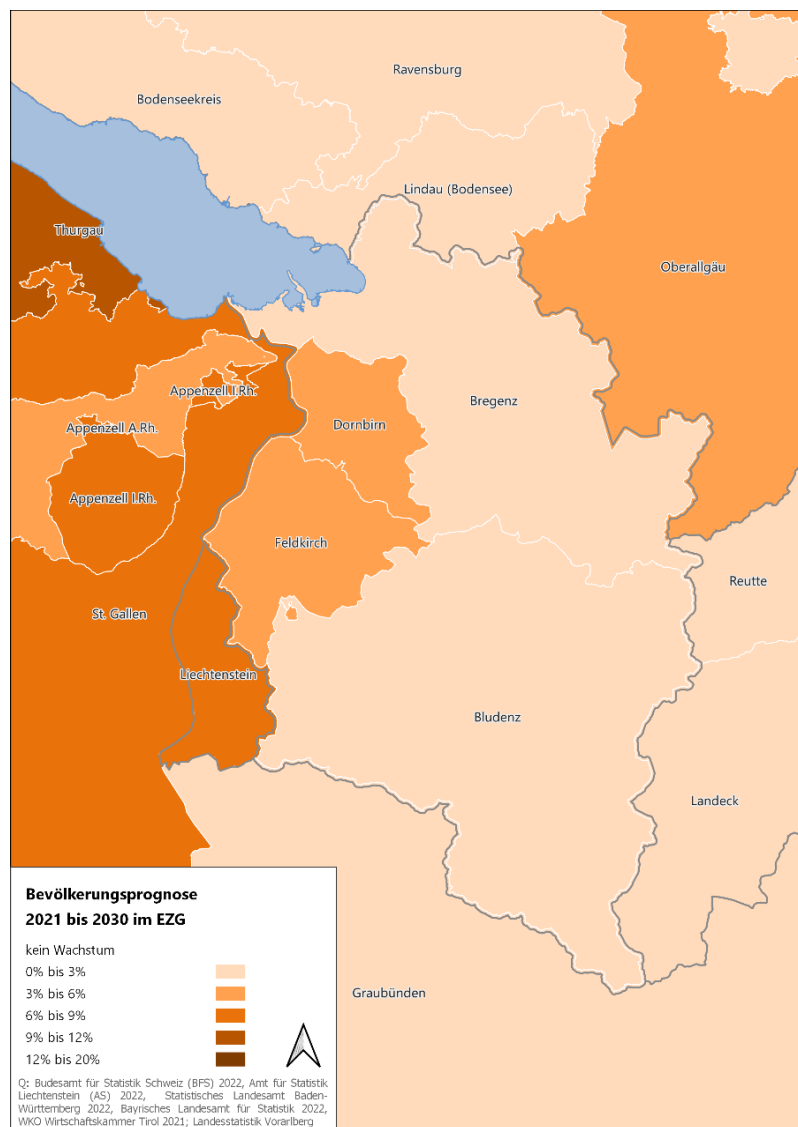 Ravensburg
Bodenseekreis
Lindau (Bodensee)
Thurgau
Oberallgäu
Appenzell I.Rh.
Bregenz
Appenzell A.Rh.
Dornbirn
Appenzell I.Rh.
Feldkirch
Reutte
St. Gallen
Liechtenstein
Bludenz
Landeck
Graubünden
Bevölkerungsprognose
2021 bis 2030 im EZG
kein Wachstum
0% bis 3%
3% bis 6%
6% bis 9%
9% bis 12%
12% bis 20%
Q: Budesamt für Statistik Schweiz (BFS) 2022, Amt für Statistik
Liechtenstein (AS) 2022, Statistisches Landesamt Baden-
Württemberg 2022, Bayrisches Landesamt für Statistik 2022,
WKO Wirtschaftskammer Tirol 2021; Landesstatistik Vorarlberg